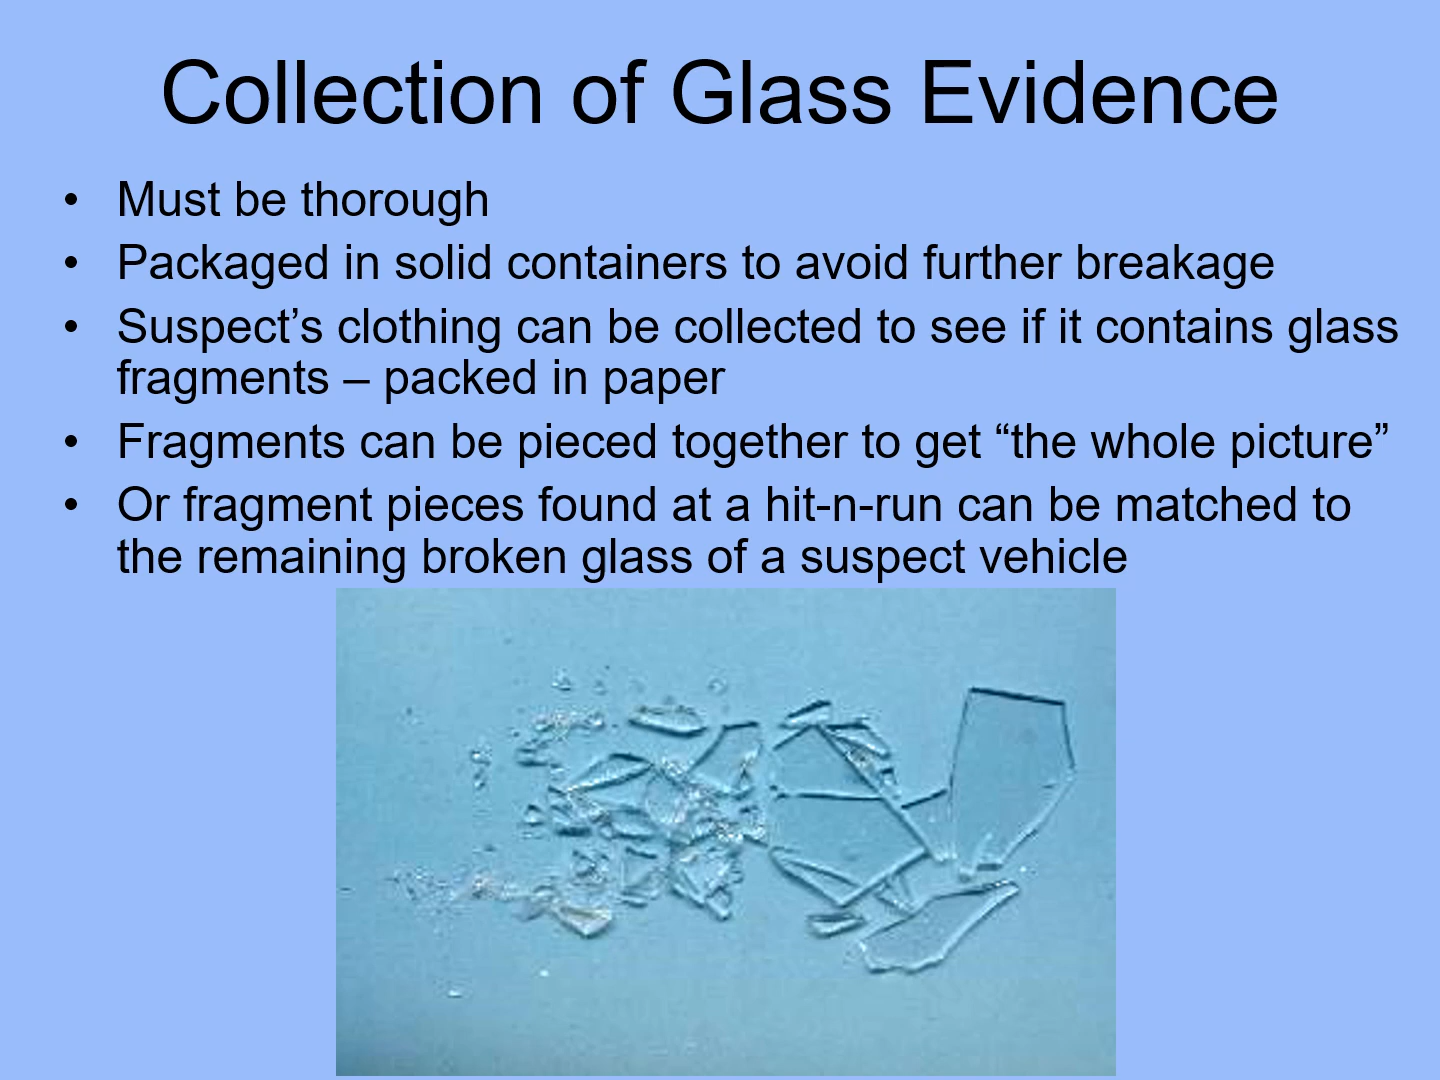 Collection of Glass Evidence
• Must be thorough
• Packaged in solid containers to avoid further breakage
• Suspect’s clothing can be collected to see if it contains glass
fragments – packed in paper
• Fragments can be pieced together to get “the whole picture”
• Or fragment pieces found at a hit-n-run can be matched to
the remaining broken glass of a suspect vehicle